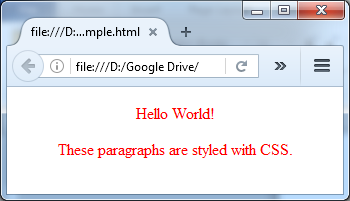 file:///D:...mple.html
file:///D:/Google Drive/
Hello World!
These paragraphs are styled with CSS.